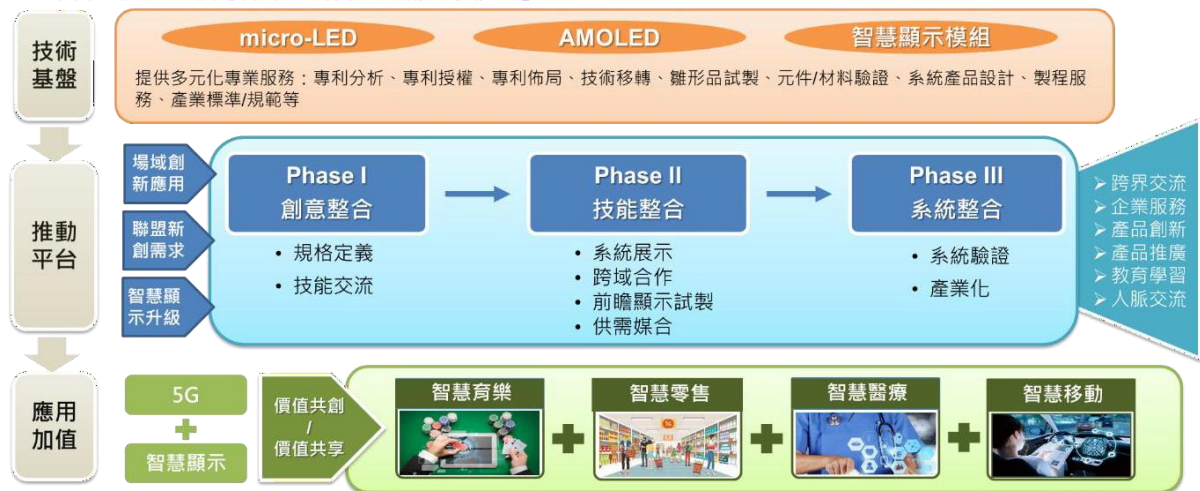 技術
基盤
micro-LED
AMOLED
智慧顯示模組
提供多元化專業服務：專利分析、專利授權、專利佈局、技術移轉、雛形品試製、元件/材料驗證、系統產品設計、製程服
務、產業標準/規範等
推動
平台
場域創
新應用
聯盟新
創需求
智慧顯
示升級
Phase I
創意整合
• 規格定義
• 技能交流
Phase II
技能整合
• 系統展示
• 跨域合作
• 前瞻顯示試製
• 供需媒合
Phase III
系統整合
• 系統驗證
• 產業化
➢跨界交流
➢企業服務
➢產品創新
➢產品推廣
➢教育學習
➢人脈交流
應用
加值
5G
+
智慧顯示
價值共創
/
價值共享
智慧育樂
+
智慧零售
+
智慧醫療
+
智慧移動